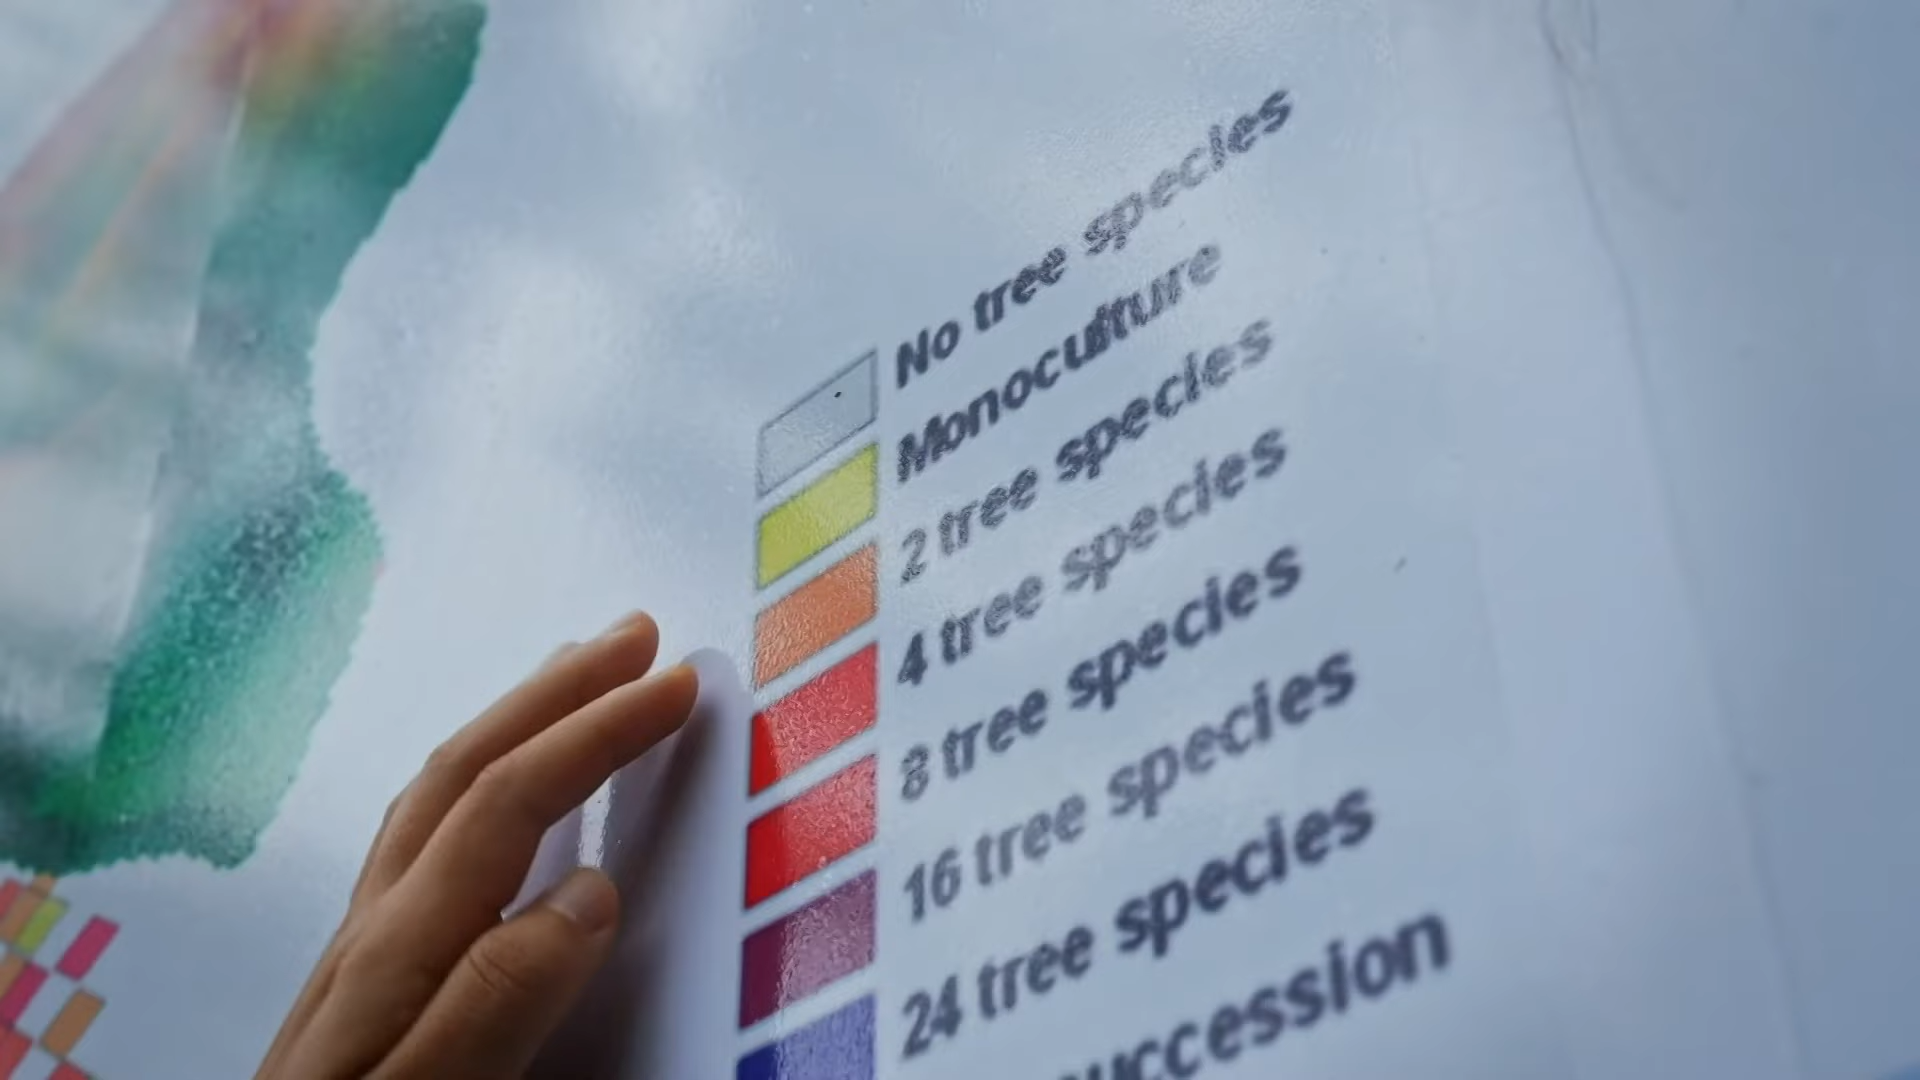 No tree species
Monoculture
2 tree species
4 tree species
8 tree species
16 tree species
24 tree species